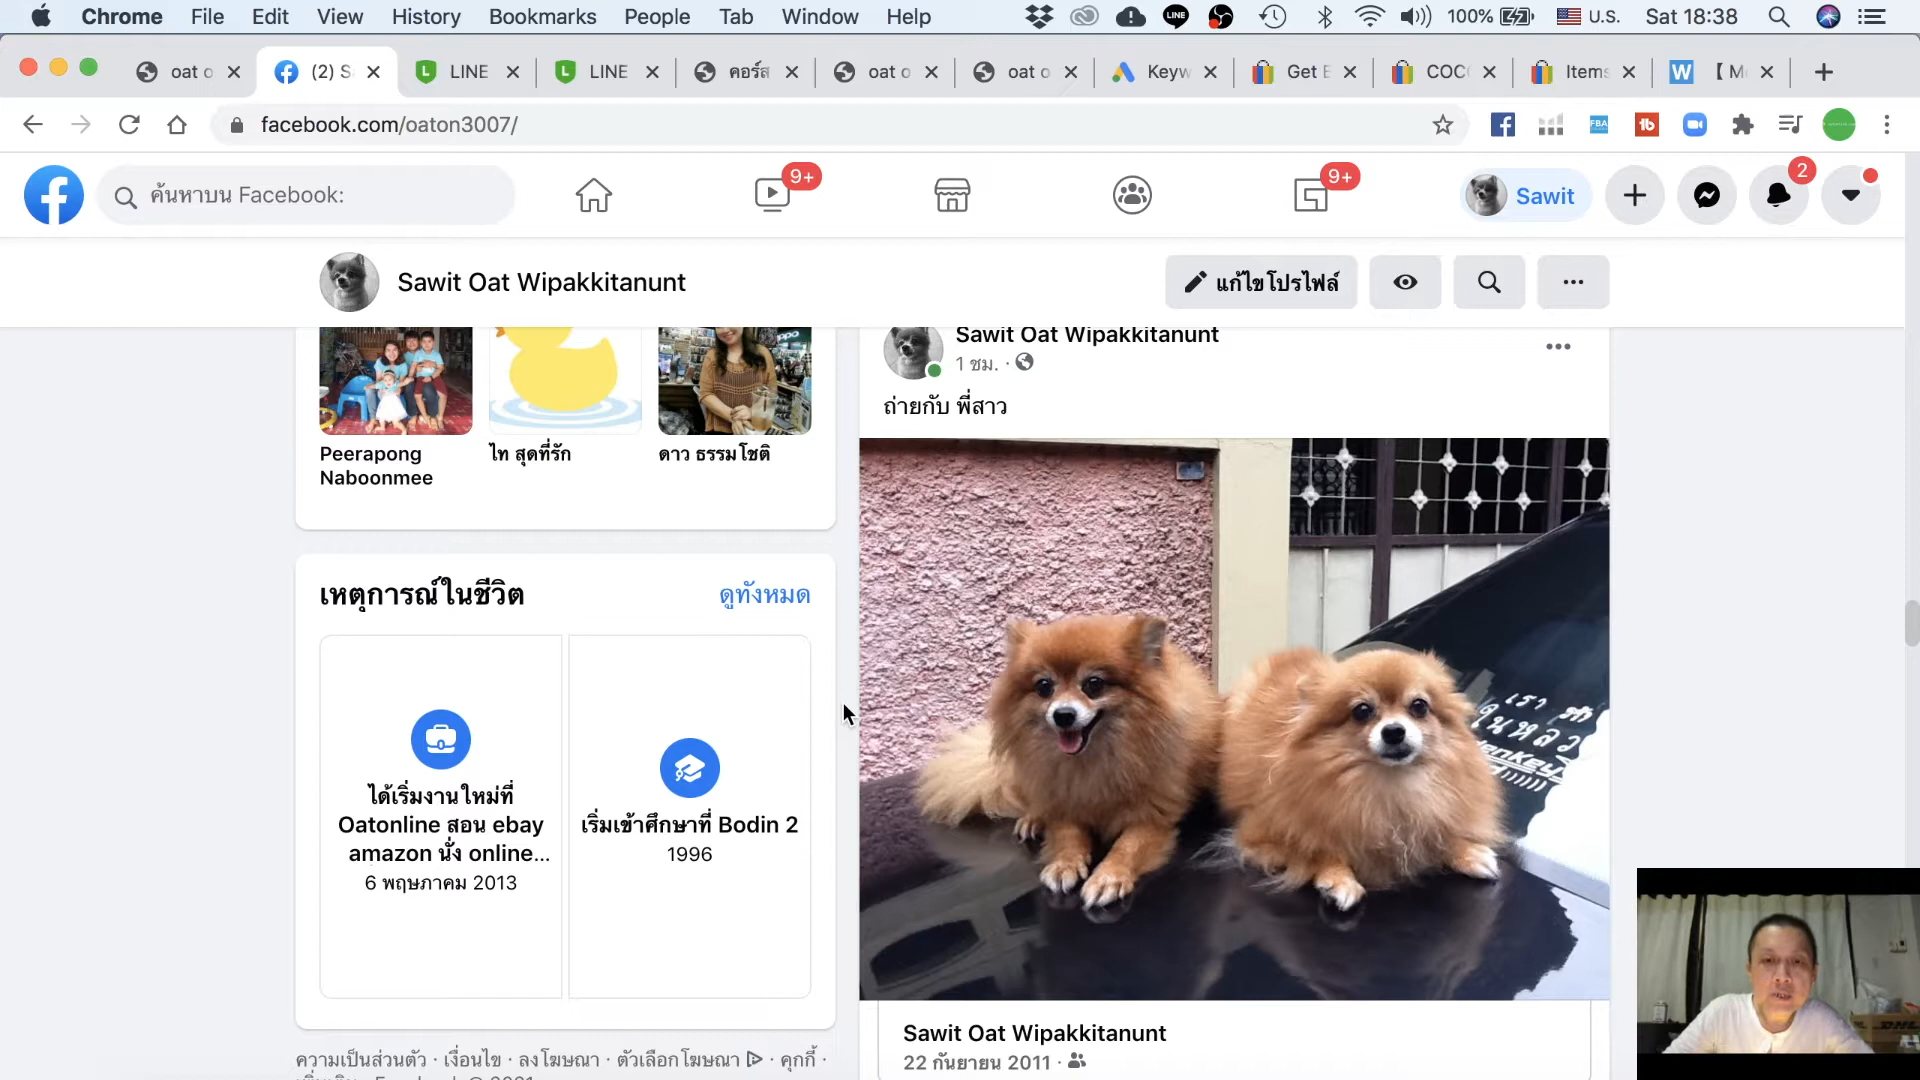 Chrome File Edit View History Bookmarks People Tab Window Help
LINE 100% U.S. Sat 18:38
oat o (2) S LINE LINE คอร์ส oat o oat o Keyw Get E COC Items 【 M
facebook.com/oaton3007/
FBA
ค้นหาบน Facebook:
9+ 9+ Sawit 2
Sawit Oat Wipakkitanunt
แก้ไขโปรไฟล์
Peerapong
Naboonmee
ไท สุดที่รัก
ดาว ธรรมโชติ
เหตุการณ์ในชีวิต
ดูทั้งหมด
ได้เริ่มงานใหม่ที่
Oatonline สอน ebay
amazon นั่ง online...
6 พฤษภาคม 2013
เริ่มเข้าศึกษาที่ Bodin 2
1996
ความเป็นส่วนตัว · เงื่อนไข · ลงโฆษณา · ตัวเลือกโฆษณา · คุกกี้ ·
Sawit Oat Wipakkitanunt
1 ชม. ·
ถ่ายกับ พี่สาว
เรา รัก
Sawit Oat Wipakkitanunt
22 กันยายน 2011 ·